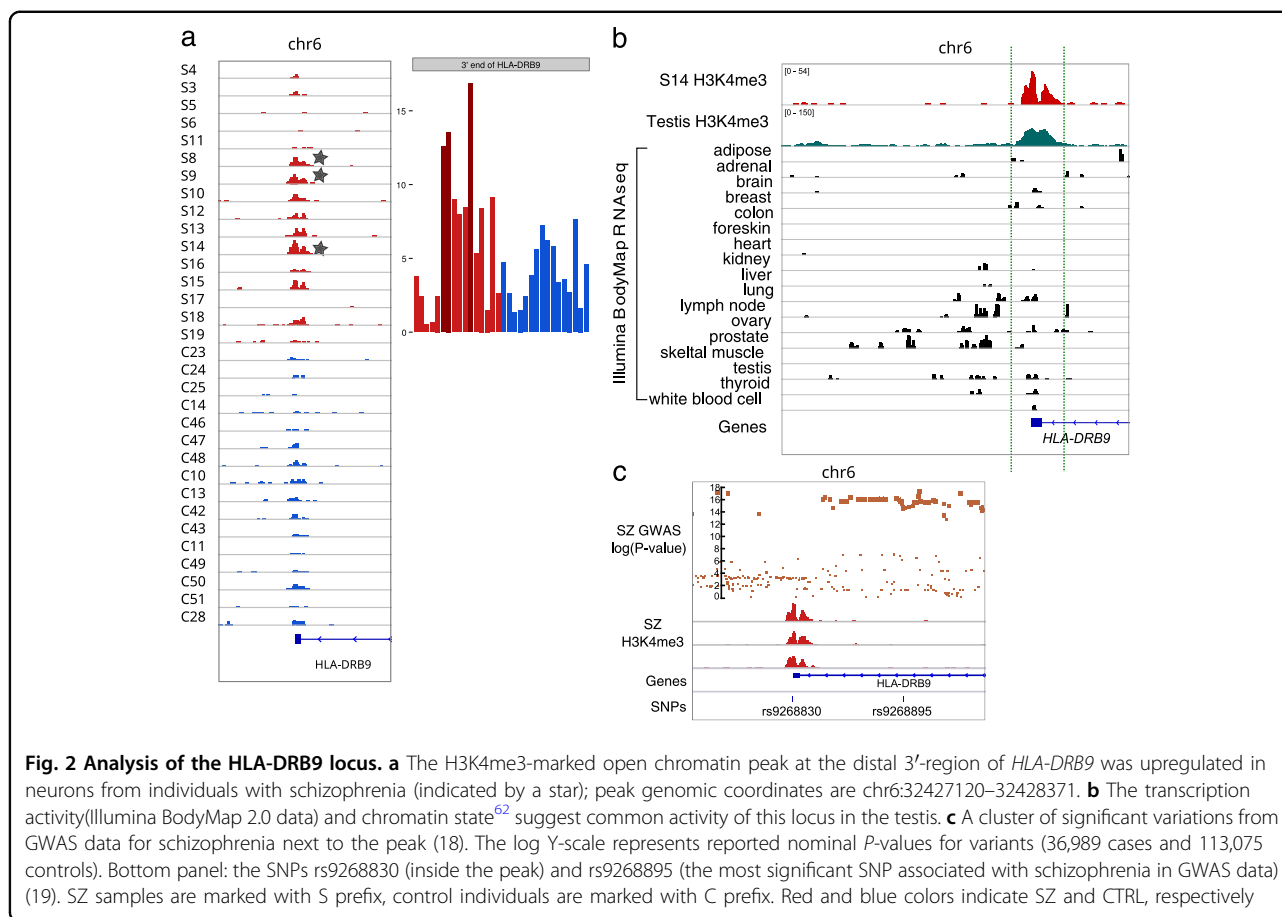 a
chr6
S4
S3
S5
S6
S11
S8
S9
S10
S12
S13
S14
S16
S15
S17
S18
S19
C23
C24
C25
C14
C46
C47
C48
C10
C13
C42
C43
C11
C49
C50
C51
C28
HLA-DRB9
3' end of HLA-DRB9
15
10
5
0
b
chr6
S14 H3K4me3
[0 - 54]
Testis H3K4me3
[0 - 150]
Illumina BodyMap RNAseq
adipose
adrenal
brain
breast
colon
foreskin
heart
kidney
liver
lung
lymph node
ovary
prostate
skeltal muscle
testis
thyroid
white blood cell
Genes
HLA-DRB9
c
chr6
SZ GWAS
log(P-value)
18
16
14
12
10
8
6
4
2
0
SZ
H3K4me3
Genes
HLA-DRB9
SNPs
rs9268830
rs9268895
Fig. 2 Analysis of the HLA-DRB9 locus. a The H3K4me3-marked open chromatin peak at the distal 3′-region of HLA-DRB9 was upregulated in
neurons from individuals with schizophrenia (indicated by a star); peak genomic coordinates are chr6:32427120–32428371. b The transcription
activity(Illumina BodyMap 2.0 data) and chromatin state62 suggest common activity of this locus in the testis. c A cluster of significant variations from
GWAS data for schizophrenia next to the peak (18). The log Y-scale represents reported nominal P-values for variants (36,989 cases and 113,075
controls). Bottom panel: the SNPs rs9268830 (inside the peak) and rs9268895 (the most significant SNP associated with schizophrenia in GWAS data)
(19). SZ samples are marked with S prefix, control individuals are marked with C prefix. Red and blue colors indicate SZ and CTRL, respectively